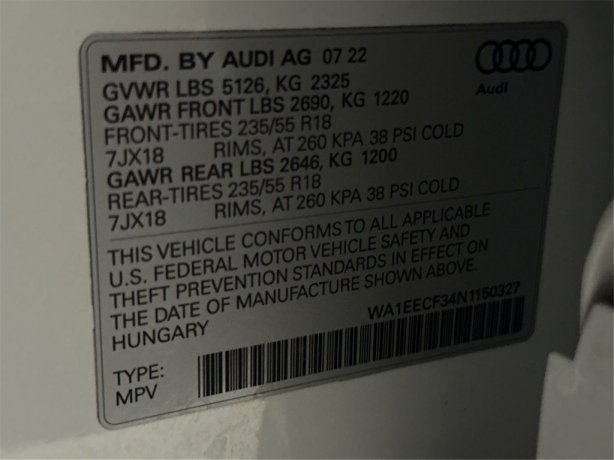 MFD. BY AUDI AG 07 22
GVWR LBS 5126, KG 2325
GAWR FRONT LBS 2690, KG 1220
FRONT-TIRES 235/55 R18
7JX18 RIMS, AT 260 KPA 38 PSI COLD
GAWR REAR LBS 2646, KG 1200
REAR-TIRES 235/55 R18
7JX18 RIMS, AT 260 KPA 38 PSI COLD
Audi
THIS VEHICLE CONFORMS TO ALL APPLICABLE
U.S. FEDERAL MOTOR VEHICLE SAFETY AND
THEFT PREVENTION STANDARDS IN EFFECT ON
THE DATE OF MANUFACTURE SHOWN ABOVE.
HUNGARY WA1EECF34N1150327
TYPE:
MPV